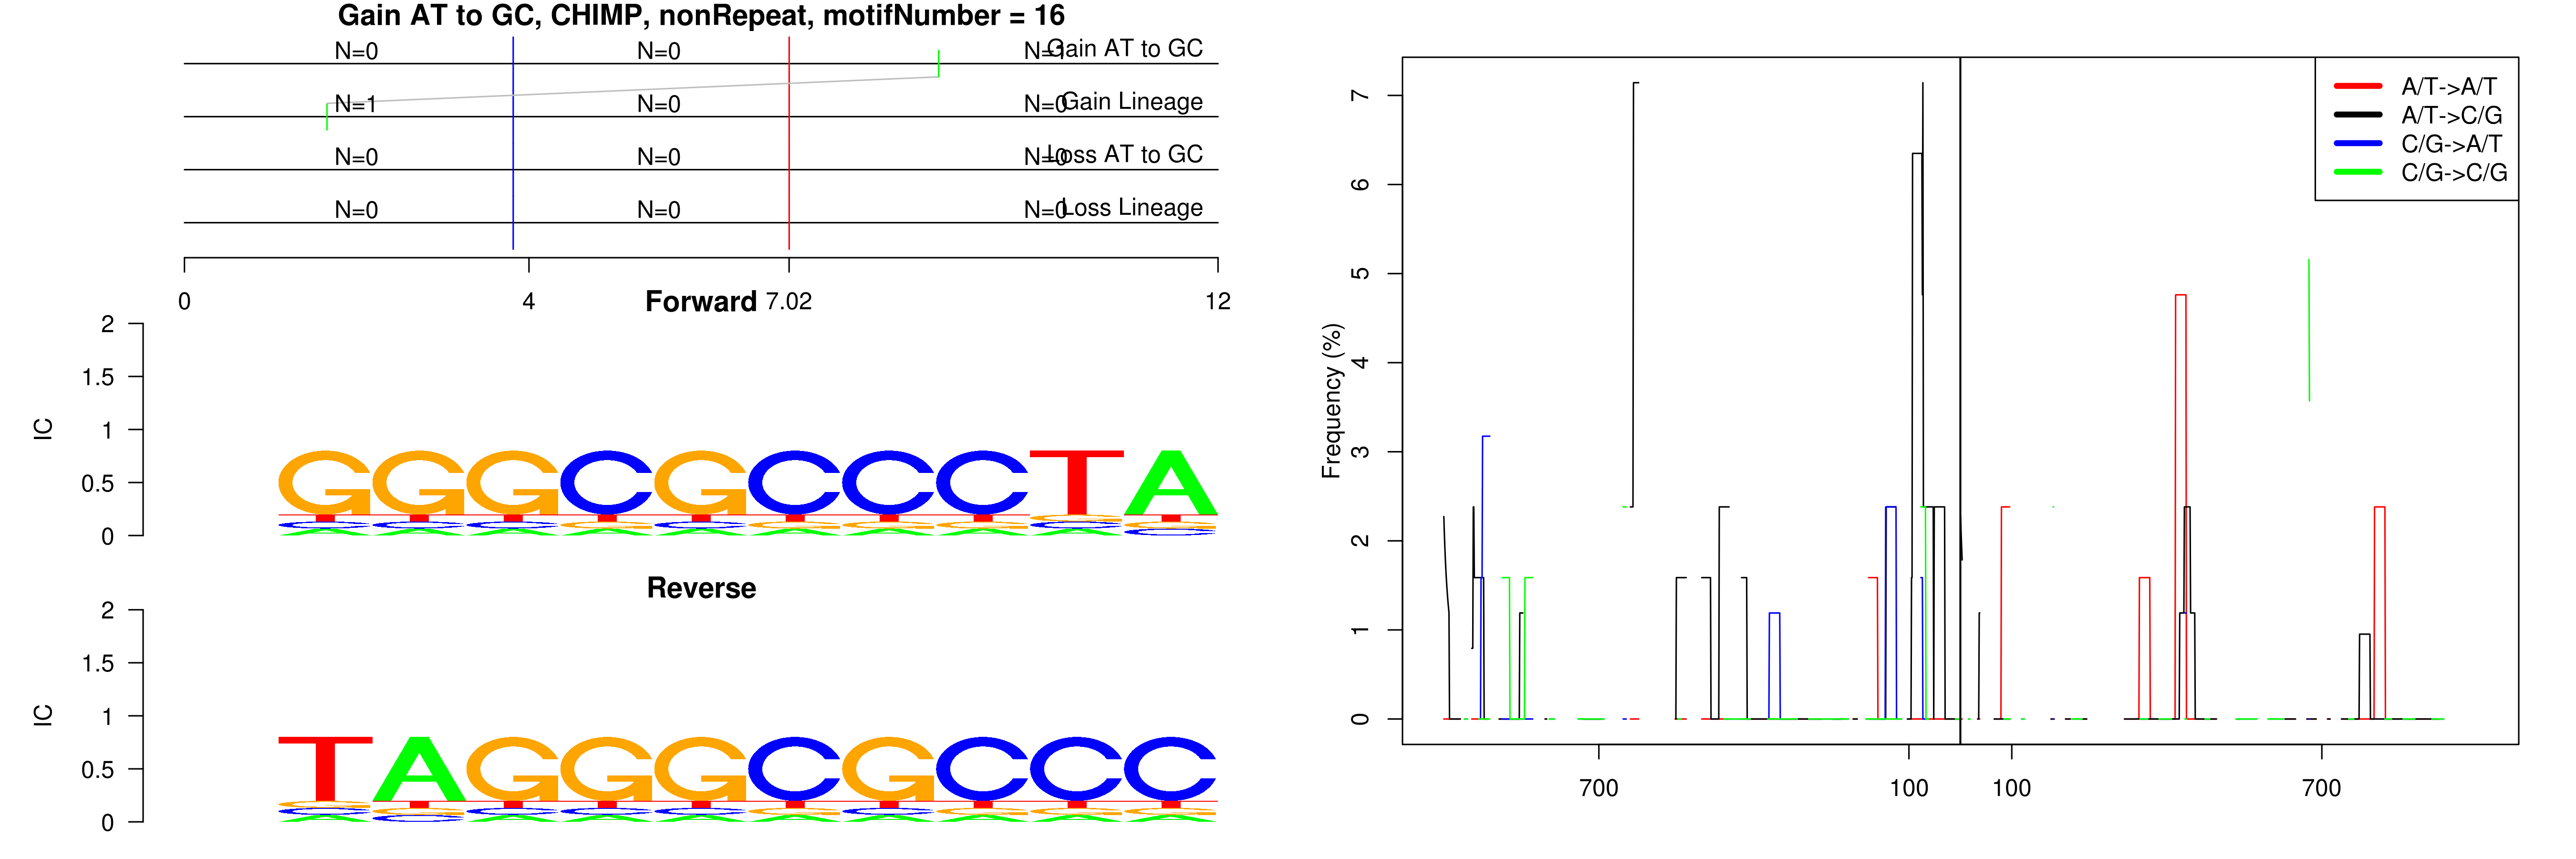 Gain AT to GC, CHIMP, nonRepeat, motifNumber = 16
N=0 N=0 N=1 Gain AT to GC
N=1 N=0 N=0 Gain Lineage
N=0 N=0 N=0 Loss AT to GC
N=0 N=0 N=0 Loss Lineage
0 4 7.02 12
Forward
IC
2
1.5
1
0.5
0
GGGCGCCCTA
Reverse
IC
2
1.5
1
0.5
0
TAGGGCGCCC
Frequency (%)
7
6
5
4
3
2
1
0
700 100 100 700
A/T->A/T
A/T->C/G
C/G->A/T
C/G->C/G